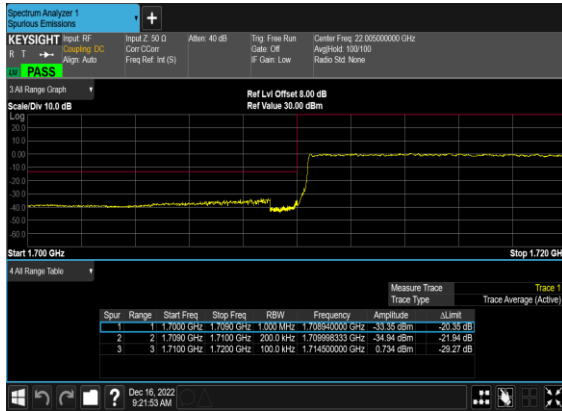 Spectrum Analyzer 1
Spurious Emissions
KEYSIGHT Input: RF Input Z: 50 Ω Atten: 40 dB Trig: Free Run Center Freq: 22.005000000 GHz
R T Coupling: DC Corr CCorr Gate: Off Avg|Hold: 100/100
Align: Auto Freq Ref: Int (S) IF Gain: Low Radio Std: None
LU PASS
3 All Range Graph
Ref Lvl Offset 8.00 dB
Scale/Div 10.0 dB Ref Value 30.00 dBm
Log
20.0
10.0
0.00
-10.0
-20.0
-30.0
-40.0
-50.0
-60.0
Start 1.700 GHz Stop 1.720 GH
4 All Range Table
Measure Trace Trace 1
Trace Type Trace Average (Active)
Spur Range Start Freq Stop Freq RBW Frequency Amplitude ΔLimit
1 1 1.7000 GHz 1.7090 GHz 1.000 MHz 1.708940000 GHz -33.35 dBm -20.35 dB
2 2 1.7090 GHz 1.7100 GHz 200.0 kHz 1.709998333 GHz -34.94 dBm -21.94 dB
3 3 1.7100 GHz 1.7200 GHz 100.0 kHz 1.714500000 GHz 0.734 dBm -29.27 dB
Dec 16, 2022
9:21:53 AM